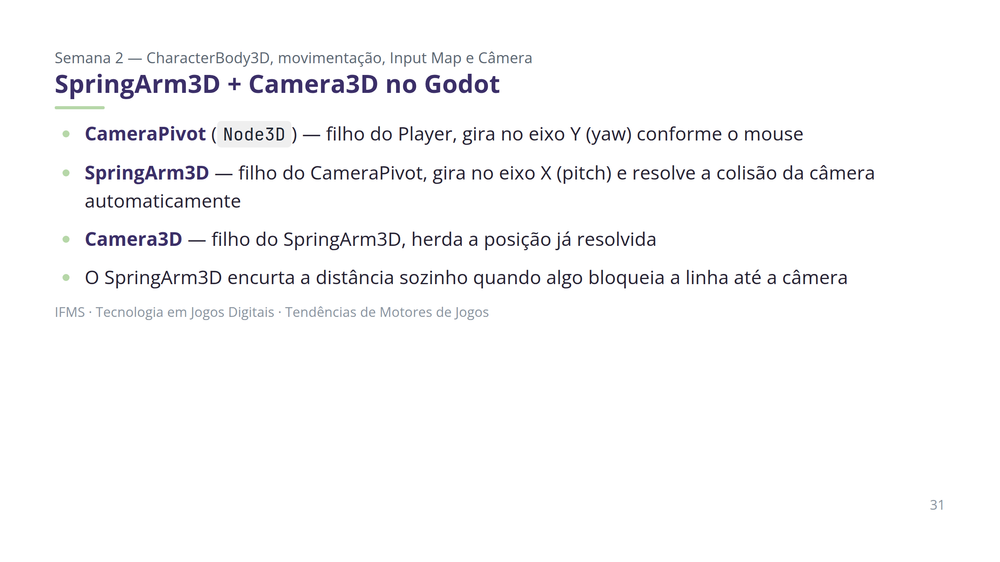 Semana 2 — CharacterBody3D, movimentação, Input Map e Câmera
SpringArm3D + Camera3D no Godot
CameraPivot (Node3D) — filho do Player, gira no eixo Y (yaw) conforme o mouse
SpringArm3D — filho do CameraPivot, gira no eixo X (pitch) e resolve a colisão da câmera
automaticamente
Camera3D — filho do SpringArm3D, herda a posição já resolvida
O SpringArm3D encurta a distância sozinho quando algo bloqueia a linha até a câmera
IFMS · Tecnologia em Jogos Digitais · Tendências de Motores de Jogos
31